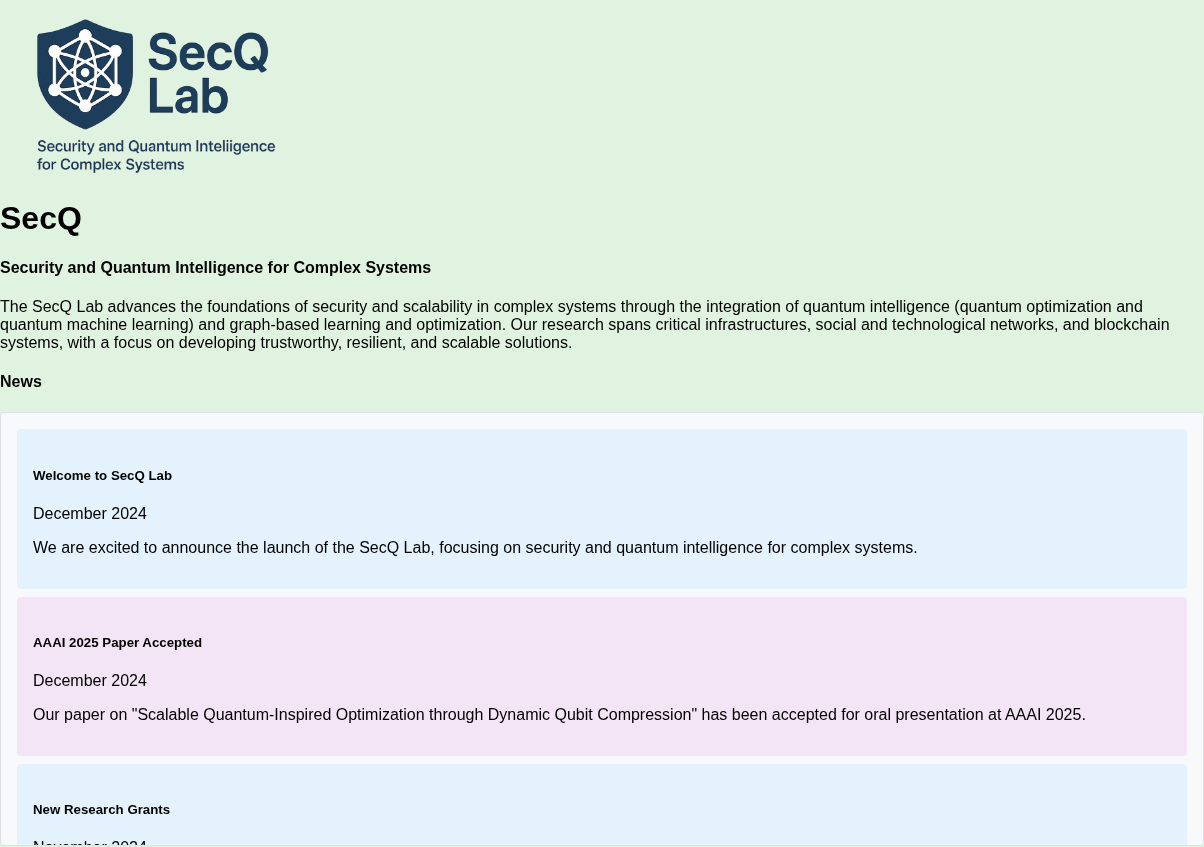 SecQ
Lab
Security and Quantum Inteliigence
for Complex Systems
SecQ
Security and Quantum Intelligence for Complex Systems
The SecQ Lab advances the foundations of security and scalability in complex systems through the integration of quantum intelligence (quantum optimization and
quantum machine learning) and graph-based learning and optimization. Our research spans critical infrastructures, social and technological networks, and blockchain
systems, with a focus on developing trustworthy, resilient, and scalable solutions.
News
Welcome to SecQ Lab
December 2024
We are excited to announce the launch of the SecQ Lab, focusing on security and quantum intelligence for complex systems.
AAAI 2025 Paper Accepted
December 2024
Our paper on "Scalable Quantum-Inspired Optimization through Dynamic Qubit Compression" has been accepted for oral presentation at AAAI 2025.
New Research Grants
November 2024